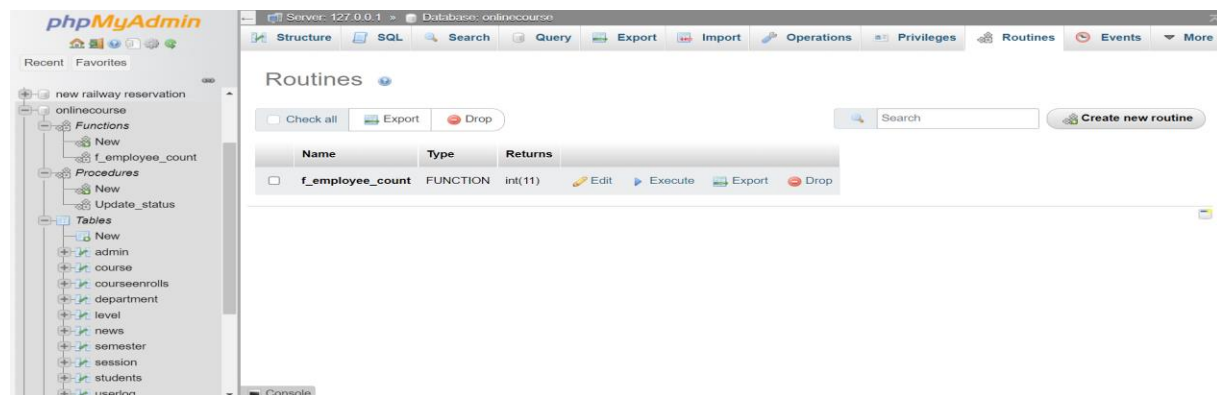 phpMyAdmin
Recent Favorites
new railway reservation
onlinecourse
Functions
New
f_employee_count
Procedures
New
Update_status
Tables
New
admin
course
courseenrolls
department
level
news
semester
session
students
userlog
Server: 127.0.0.1 » Database: onlinecourse
Structure SQL Search Query Export Import Operations Privileges Routines Events More
Routines
Check all Export Drop
Search
Create new routine
Name Type Returns
f_employee_count FUNCTION int(11) Edit Execute Export Drop
Console